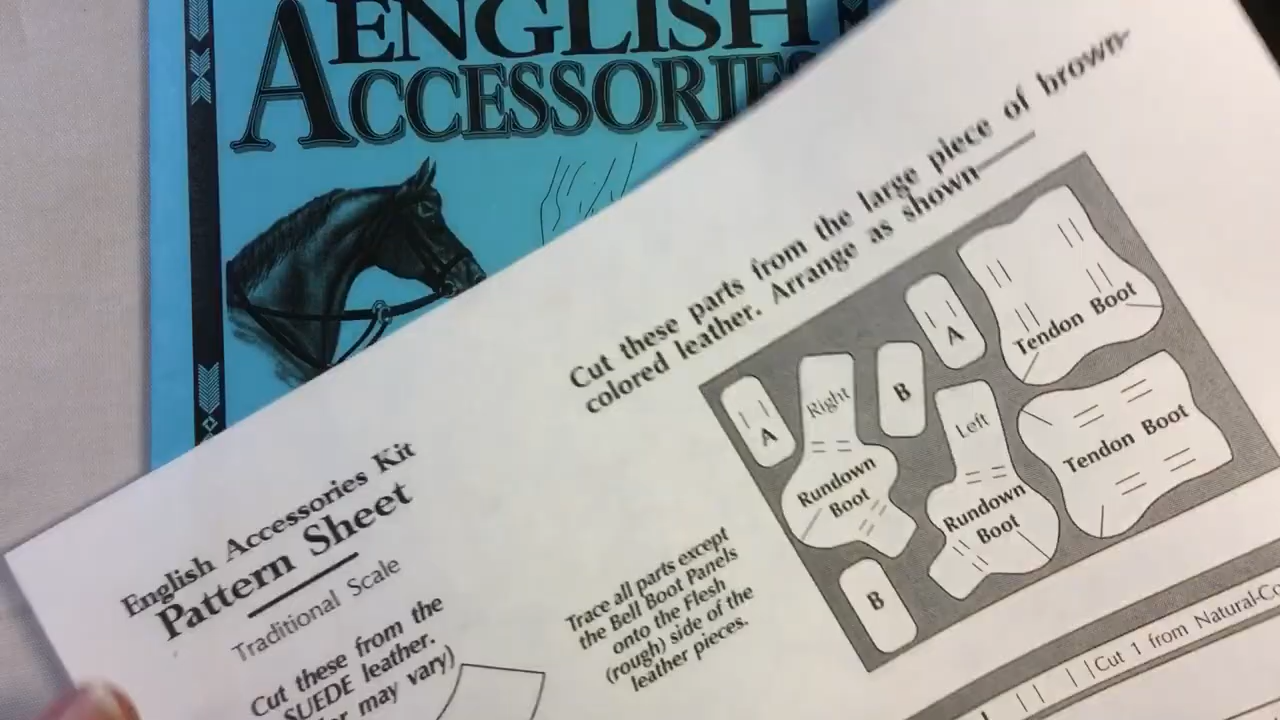 ENGLISH
ACCESSORIES
Cut these parts from the large piece of brown-
colored leather. Arrange as shown
A
Right
Rundown
Boot
B
A
Left
Rundown
Boot
Tendon Boot
Tendon Boot
B
English Accessories Kit
Pattern Sheet
Traditional Scale
Cut these from the
SUEDE leather.
may vary)
Trace all parts except
the Bell Boot Panels
onto the Flesh
(rough) side of the
leather pieces.
Cut 1 from